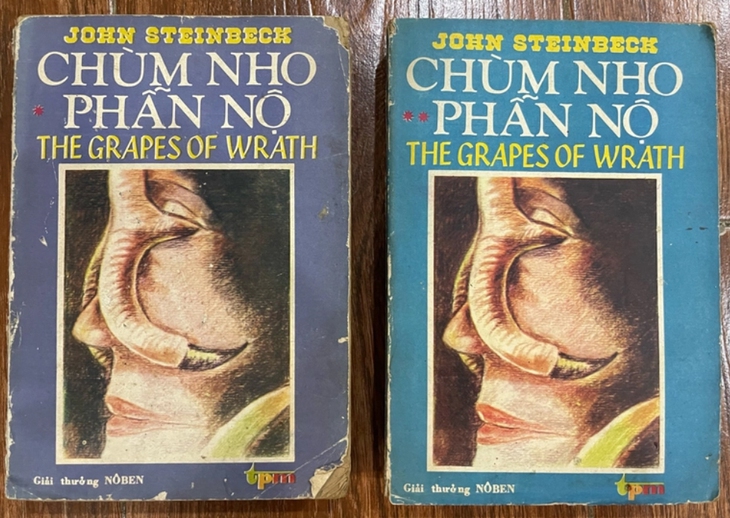 JOHN STEINBECK
CHÙM NHO
* PHẪN NỘ
THE GRAPES OF WRATH
Giải thưởng NÔBEN
JOHN STEINBECK
CHÙM NHO
** PHẪN NỘ
THE GRAPES OF WRATH
Giải thưởng NÔBEN